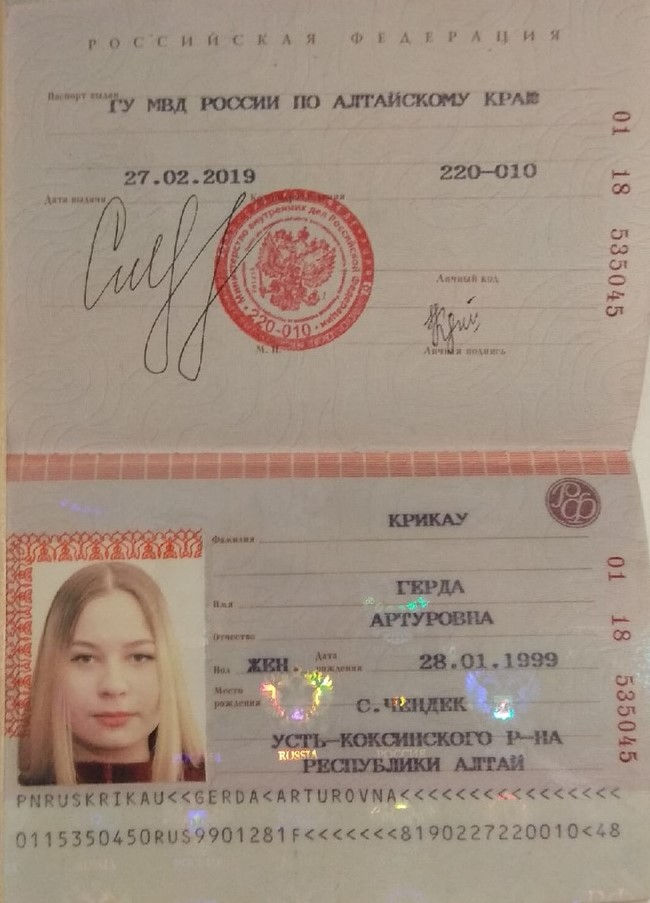 РОССИЙСКАЯ ФЕДЕРАЦИЯ
Паспорт выдан
ГУ МВД РОССИИ ПО АЛТАЙСКОМУ КРАЮ
27.02.2019
220-010
Дата выдачи
Министерство внутренних дел Российской Федерации
220-010
Личный код
М. П.
Личная подпись
01 18 535045
РФ
КРИКАУ
Фамилия
ГЕРДА
Имя
АРТУРОВНА
Отчество
Пол
ЖЕН.
Дата рождения
28.01.1999
Место рождения
С.ЧЕНДЕК
УСТЬ-КОКСИНСКОГО Р-НА
RUSSIA
РОССИЯ
РЕСПУБЛИКИ АЛТАЙ
01 18 535045
PNRUSKRIKAU<<GERDA<ARTUROVNA<<<<<<<<<<<<<<<<
0115350450RUS9901281F<<<<<<<8190227220010<48